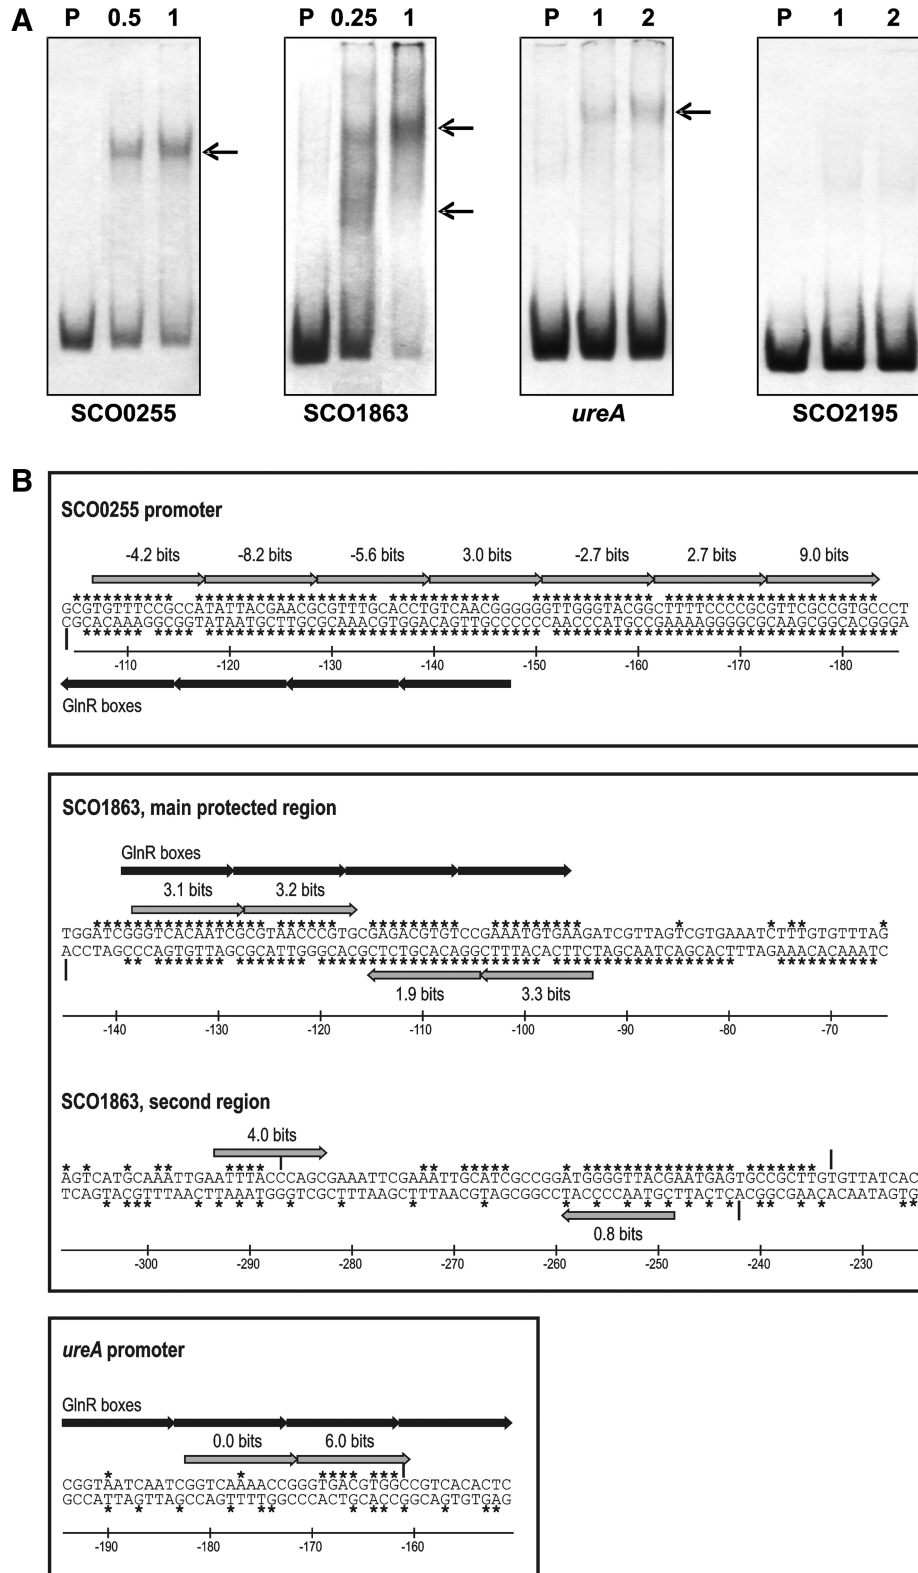 A
P 0.5 1
P 0.25 1
P 1 2
P 1 2
SCO0255
SCO1863
ureA
SCO2195
B
SCO0255 promoter
-4.2 bits -8.2 bits -5.6 bits 3.0 bits -2.7 bits 2.7 bits 9.0 bits
GCGTGTTTCCGCCATATTACGAACGCGTTTGCACCTGTCAACGGGGGGTTGGGTACGGCTTTTCCCCGCGTTCGCCGTGCCCT
CGCACAAAGGCGGTATAATGCTTGCGCAAACGTGGACAGTTGCCCCCCAACCCATGCCGAAAAGGGGCGCAAGCGGCACGGGA
-110 -120 -130 -140 -150 -160 -170 -180
GlnR boxes
SCO1863, main protected region
GlnR boxes
3.1 bits 3.2 bits
TGGATCGGGTCACAATCGCGTAACCCGTGCGAGACGTGTCCGAAATGTGAAGATCGTTAGTCGTGAAATCTTTGTGTTTAG
ACCTAGCCCAGTGTTAGCGCATTGGGCACGCTCTGCACAGGCTTTACACTTCTAGCAATCAGCACTTTAGAAACACAAATC
1.9 bits 3.3 bits
-140 -130 -120 -110 -100 -90 -80 -70
SCO1863, second region
4.0 bits
AGTCATGCAAATTGAATTTACCCAGCGAAATTCGAAATTGCATCGCCGGATGGGGTTACGAATGAGTGCCGCTTGTGTTATCAC
TCAGTACGTTTAACTTAAATGGGTCGCTTTAAGCTTTAACGTAGCGGCCTACCCCAATGCTTACTCACGGCGAACACAATAGTG
0.8 bits
-300 -290 -280 -270 -260 -250 -240 -230
ureA promoter
GlnR boxes
0.0 bits 6.0 bits
CGGTAATCAATCGGTCAAAACCGGGTGACGTGGCCGTCACACTC
GCCATTAGTTAGCCAGTTTTGGCCCACTGCACCGGCAGTGTGAG
-190 -180 -170 -160